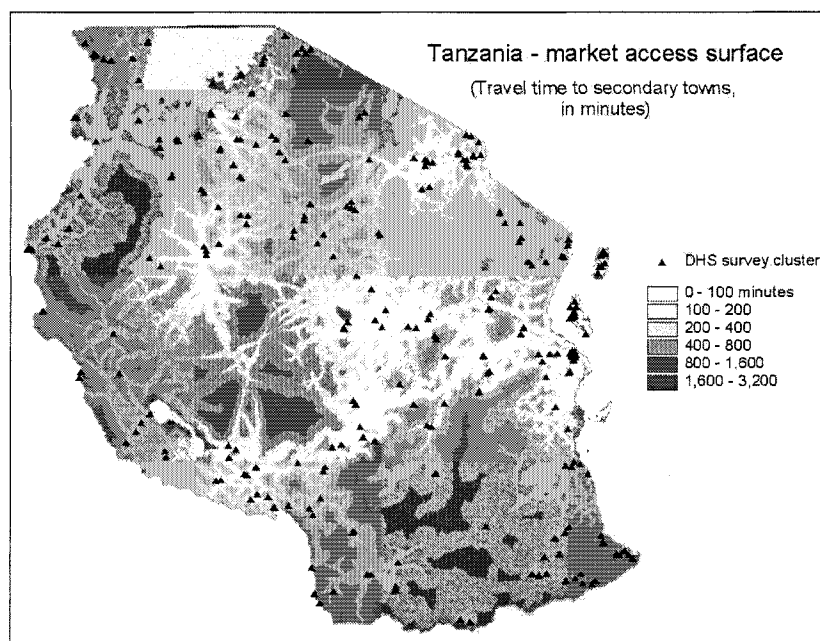 Tanzania - market access surface
(Travel time to secondary towns,
in minutes)
DHS survey cluster
0 - 100 minutes
100 - 200
200 - 400
400 - 800
800 - 1,600
1,600 - 3,200